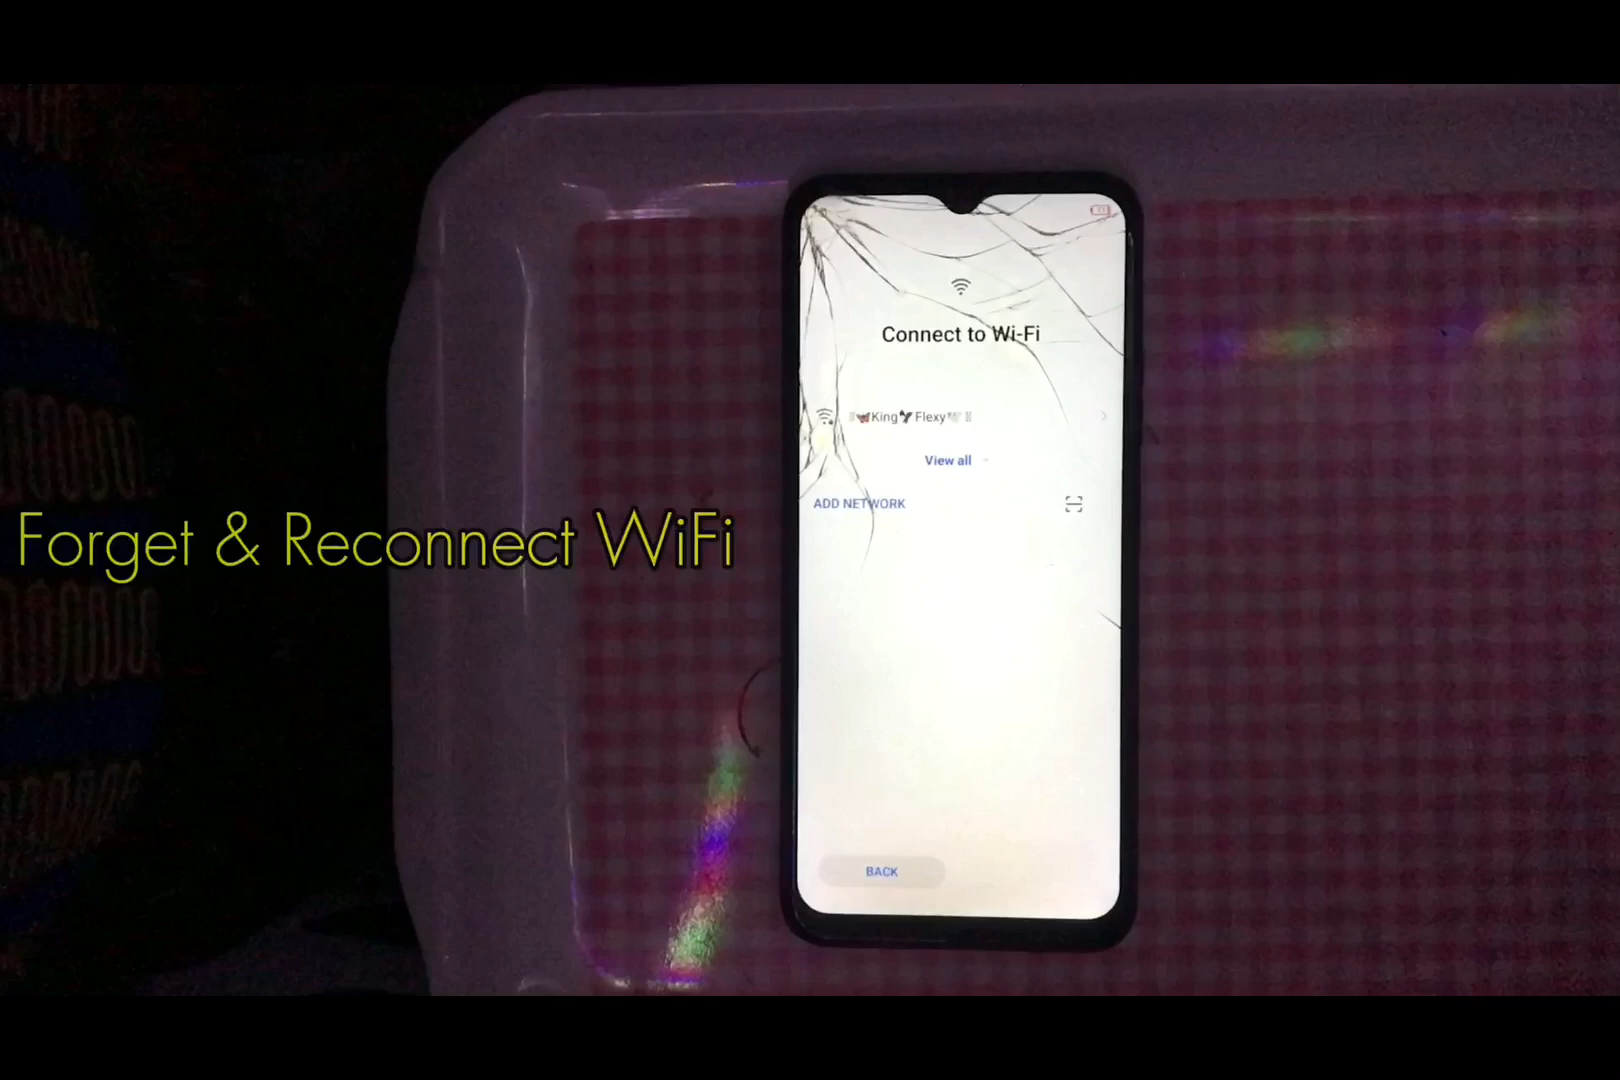 Connect to Wi-Fi
🦋King🦅Flexy🕊
View all
ADD NETWORK
Forget & Reconnect WiFi
BACK